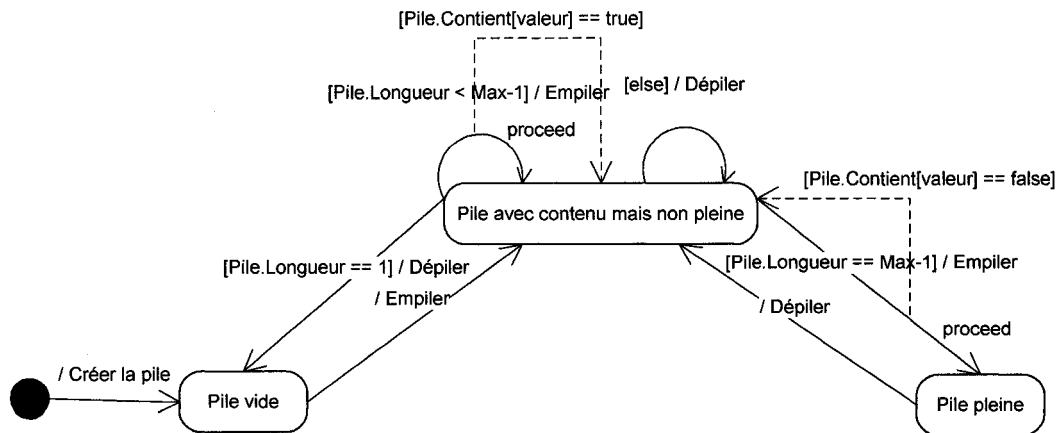 [Pile.Contient[valeur] == true]
[Pile.Longueur < Max-1] / Empiler
[else] / Dépiler
proceed
[Pile.Contient[valeur] == false]
Pile avec contenu mais non pleine
[Pile.Longueur == 1] / Dépiler
[Pile.Longueur == Max-1] / Empiler
/ Empiler
/ Dépiler
proceed
/ Créer la pile
Pile vide
Pile pleine